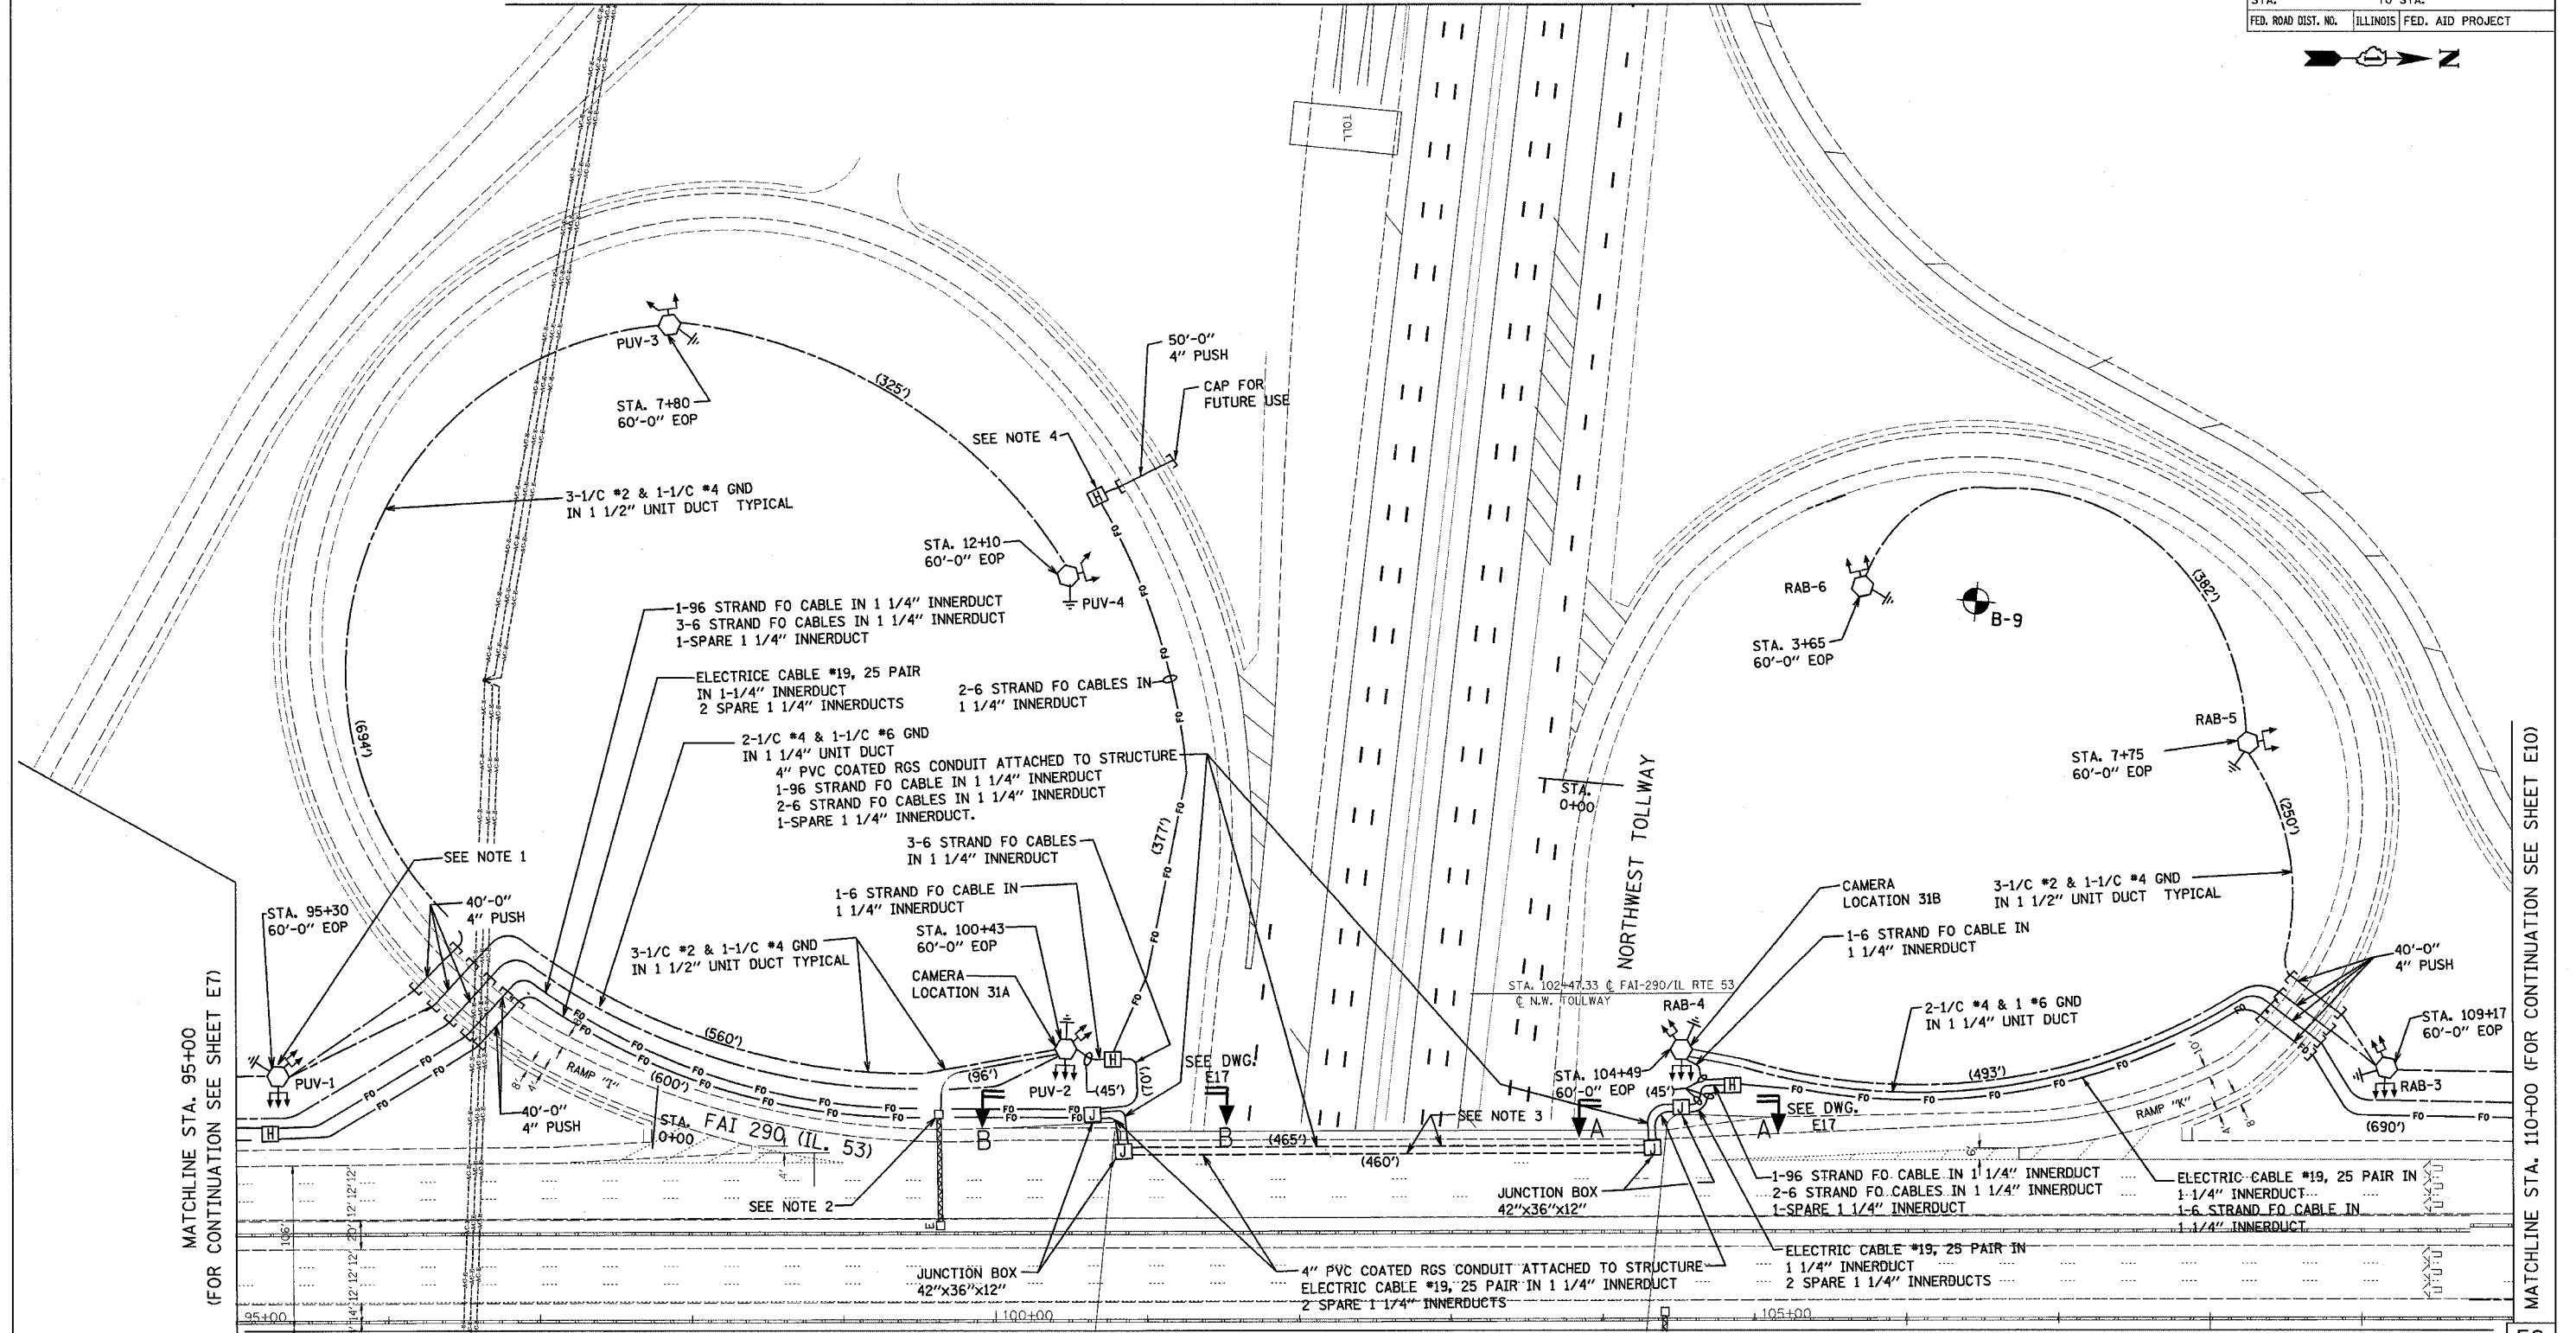 FED. ROAD DIST. NO.
ILLINOIS
FED. AID PROJECT
N
TOLL
PUV-3
STA. 7+80
60'-0" EOP
(325')
50'-0"
4" PUSH
CAP FOR
FUTURE USE
SEE NOTE 4
H
3-1/C #2 & 1-1/C #4 GND
IN 1 1/2" UNIT DUCT TYPICAL
STA. 12+10
60'-0" EOP
PUV-4
1-96 STRAND FO CABLE IN 1 1/4" INNERDUCT
3-6 STRAND FO CABLES IN 1 1/4" INNERDUCT
1-SPARE 1 1/4" INNERDUCT
ELECTRICE CABLE #19, 25 PAIR
IN 1-1/4" INNERDUCT
2 SPARE 1 1/4" INNERDUCTS
2-6 STRAND FO CABLES IN
1 1/4" INNERDUCT
(694')
2-1/C #4 & 1-1/C #6 GND
IN 1 1/4" UNIT DUCT
4" PVC COATED RGS CONDUIT ATTACHED TO STRUCTURE
1-96 STRAND FO CABLE IN 1 1/4" INNERDUCT
2-6 STRAND FO CABLES IN 1 1/4" INNERDUCT
1-SPARE 1 1/4" INNERDUCT.
3-6 STRAND FO CABLES
IN 1 1/4" INNERDUCT
(377')
1-6 STRAND FO CABLE IN
1 1/4" INNERDUCT
STA. 100+43
60'-0" EOP
CAMERA
LOCATION 31A
3-1/C #2 & 1-1/C #4 GND
IN 1 1/2" UNIT DUCT TYPICAL
SEE NOTE 1
STA. 95+30
60'-0" EOP
40'-0"
4" PUSH
PUV-1
H
MATCHLINE STA. 95+00
(FOR CONTINUATION SEE SHEET E7)
8'
4'
RAMP "T"
(600')
(560')
40'-0"
4" PUSH
STA.
0+00
FAI 290 (IL. 53)
4'
SEE NOTE 2
E
(96')
PUV-2
(45')
(70')
H
J
J
SEE DWG.
E17
B
B
(465')
(460')
SEE NOTE 3
JUNCTION BOX
42"x36"x12"
4" PVC COATED RGS CONDUIT ATTACHED TO STRUCTURE
ELECTRIC CABLE #19, 25 PAIR IN 1 1/4" INNERDUCT
2 SPARE 1 1/4" INNERDUCTS
RAB-6
STA. 3+65
60'-0" EOP
B-9
(382')
RAB-5
STA. 7+75
60'-0" EOP
(250')
STA.
0+00
NORTHWEST TOLLWAY
STA. 102+47.33 ℄ FAI-290/IL RTE 53
℄ N.W. TOLLWAY
CAMERA
LOCATION 31B
3-1/C #2 & 1-1/C #4 GND
IN 1 1/2" UNIT DUCT TYPICAL
1-6 STRAND FO CABLE IN
1 1/4" INNERDUCT
RAB-4
STA. 104+49
60'-0" EOP
(45')
H
J
J
A
A
SEE DWG.
E17
2-1/C #4 & 1 #6 GND
IN 1 1/4" UNIT DUCT
(493')
40'-0"
4" PUSH
STA. 109+17
60'-0" EOP
RAB-3
10'
RAMP "K"
4'
8'
6'
(690')
JUNCTION BOX
42"x36"x12"
1-96 STRAND FO CABLE IN 1 1/4" INNERDUCT
2-6 STRAND FO CABLES IN 1 1/4" INNERDUCT
1-SPARE 1 1/4" INNERDUCT
ELECTRIC CABLE #19, 25 PAIR IN
1 1/4" INNERDUCT
1-6 STRAND FO CABLE IN
1 1/4" INNERDUCT
ELECTRIC CABLE #19, 25 PAIR IN
1 1/4" INNERDUCT
2 SPARE 1 1/4" INNERDUCTS
106'
95+00
100+00
105+00
MATCHLINE STA. 110+00 (FOR CONTINUATION SEE SHEET E10)